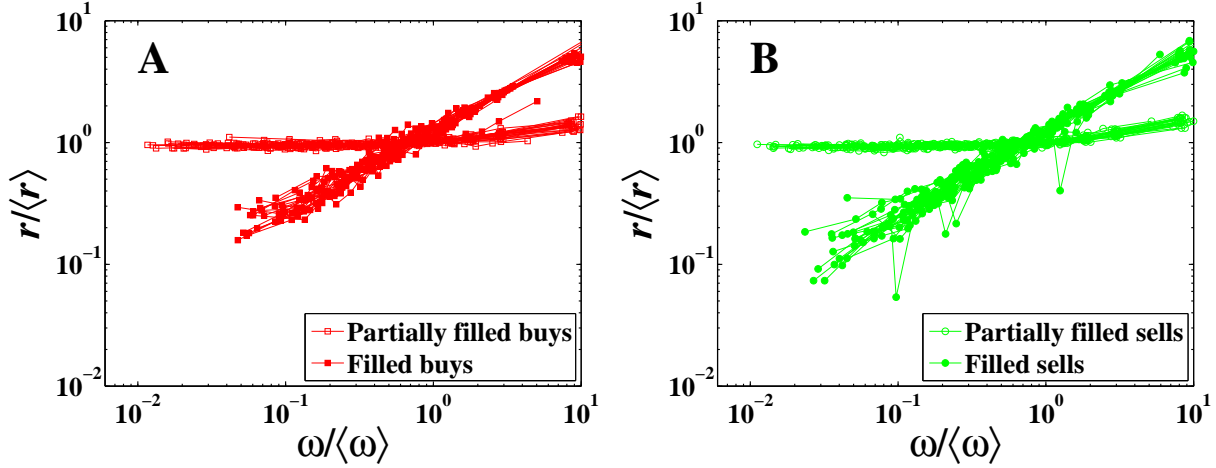 A
10^1
10^0
10^-1
10^-2
r/⟨r⟩
Partially filled buys
Filled buys
10^-2 10^-1 10^0 10^1
ω/⟨ω⟩
B
10^1
10^0
10^-1
10^-2
r/⟨r⟩
Partially filled sells
Filled sells
10^-2 10^-1 10^0 10^1
ω/⟨ω⟩